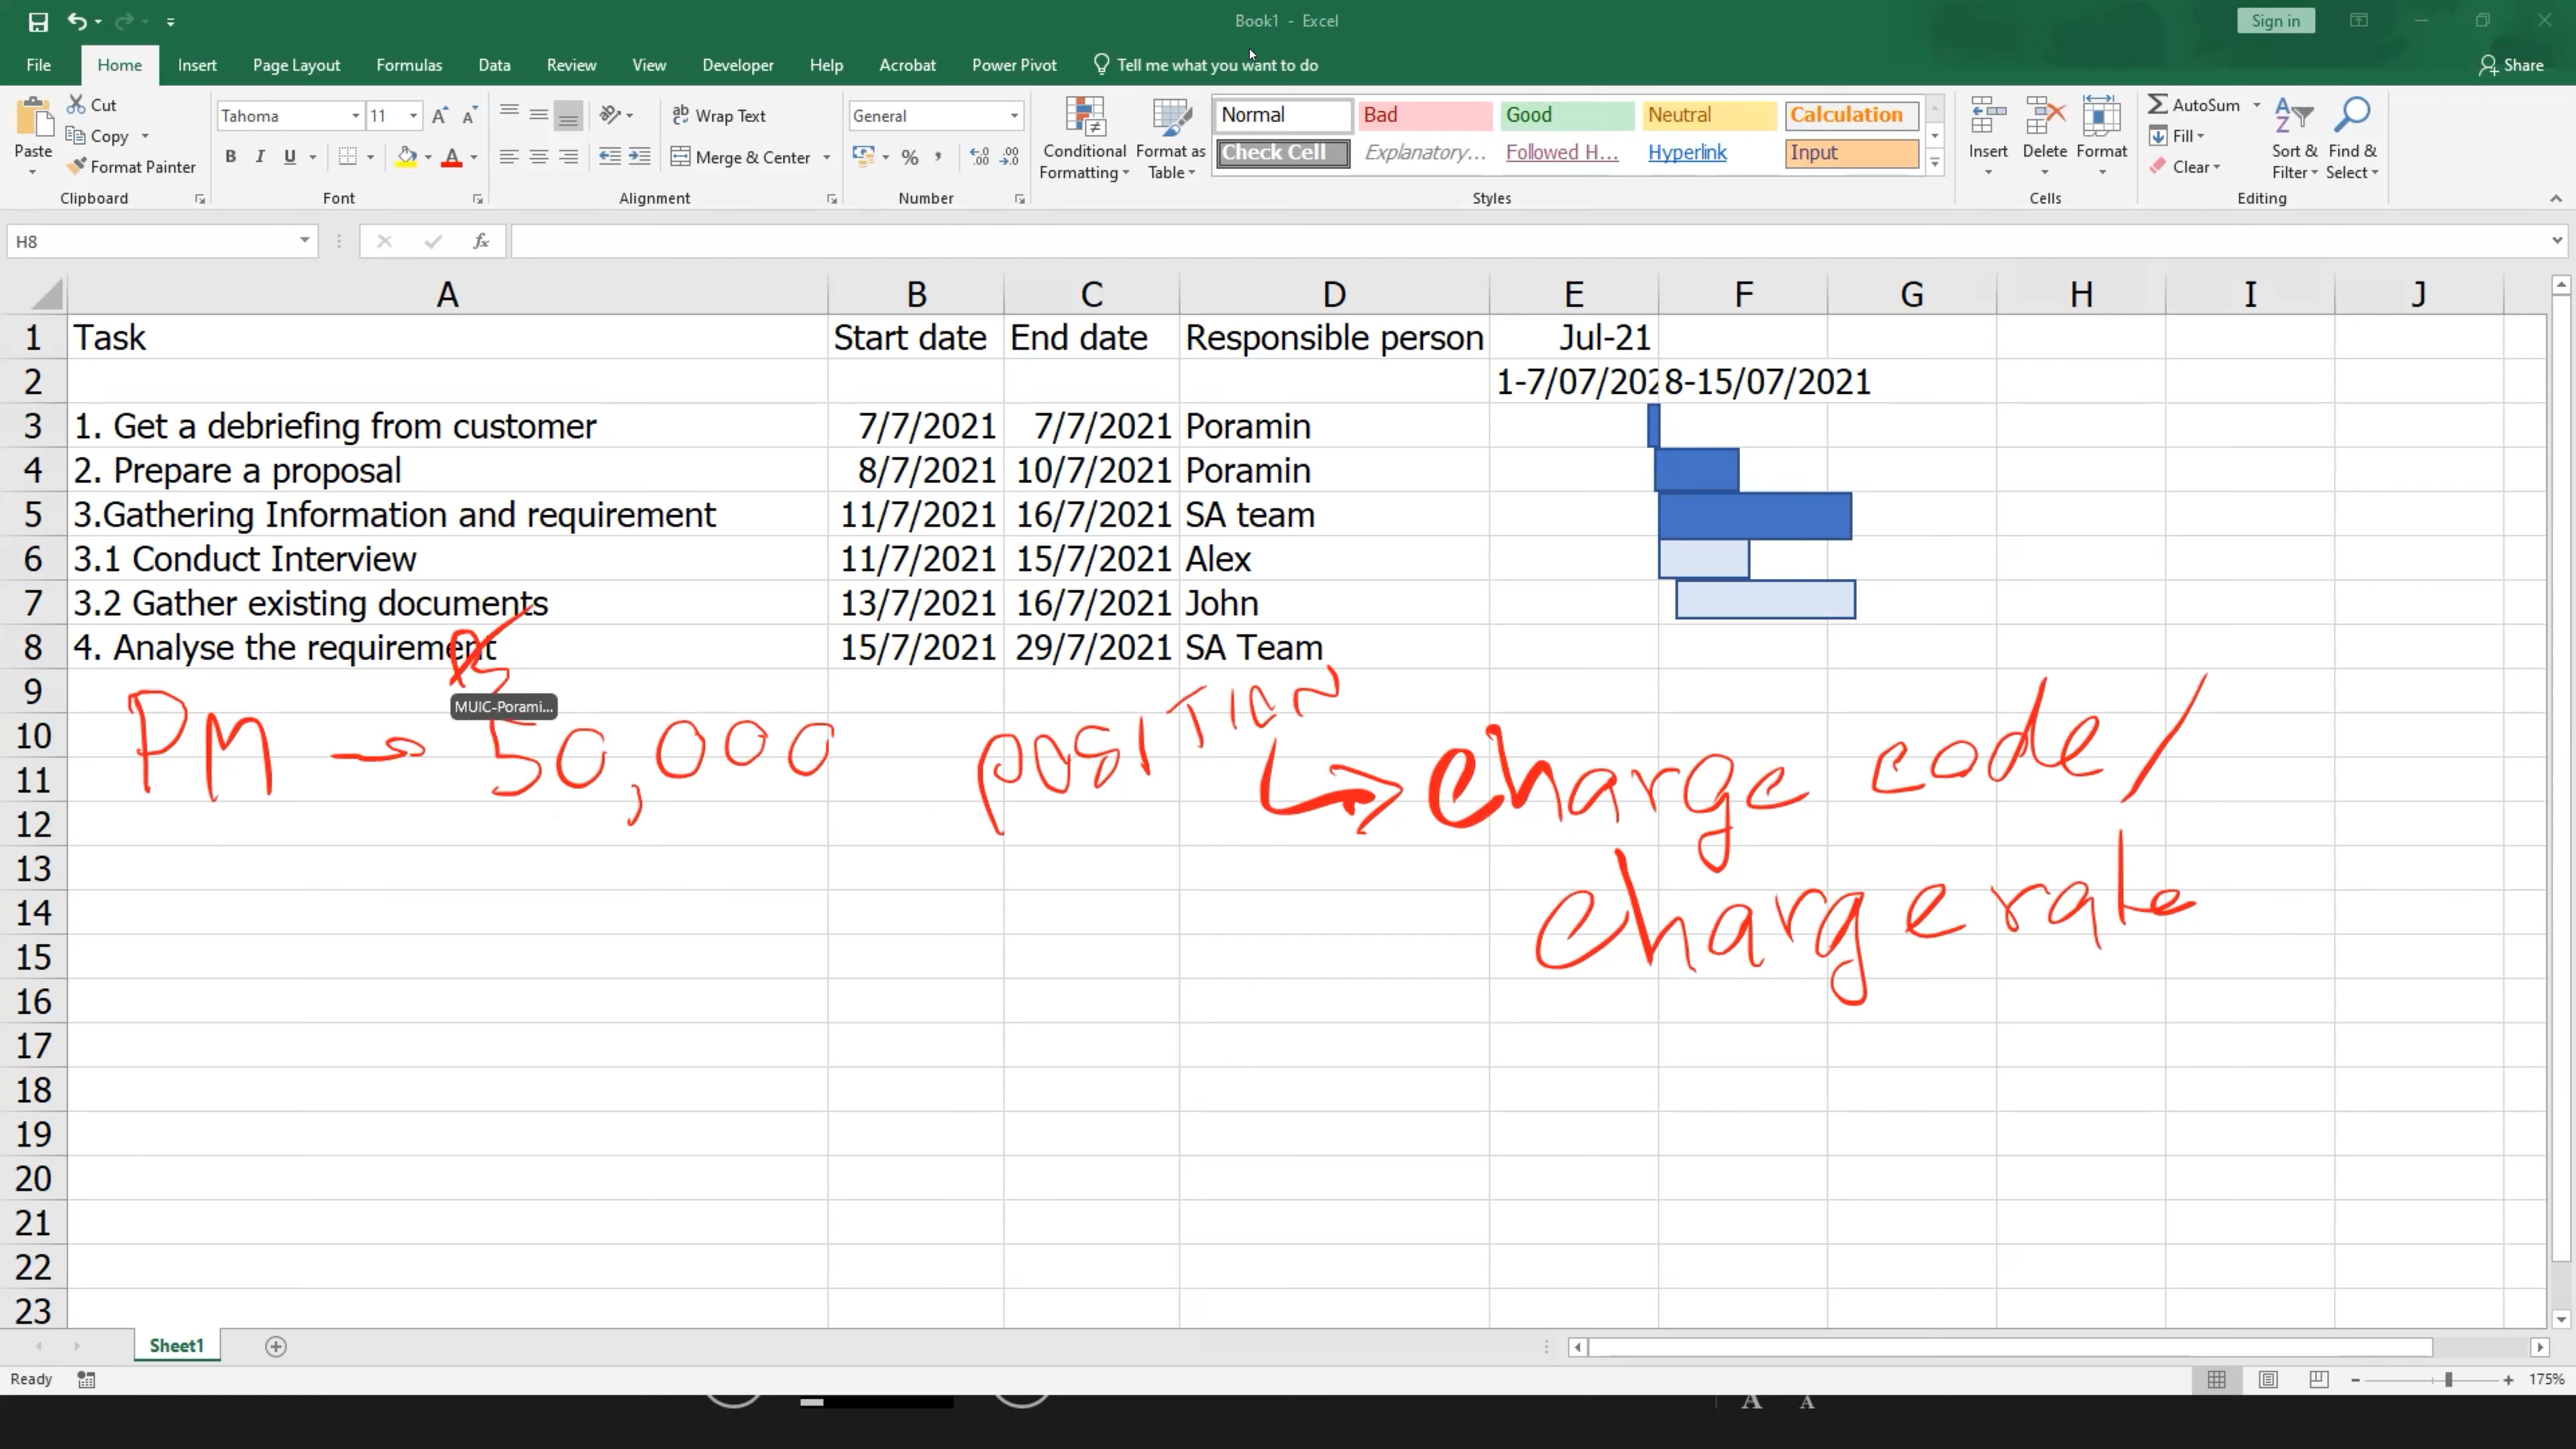 Book1 - Excel
Sign in
File Home Insert Page Layout Formulas Data Review View Developer Help Acrobat Power Pivot Tell me what you want to do Share
Paste Cut Copy Format Painter Clipboard
Tahoma 11 B I U Font
Wrap Text Merge & Center Alignment
General % , Number
Conditional Formatting Format as Table
Normal Bad Good Neutral Calculation
Check Cell Explanatory... Followed H... Hyperlink Input
Styles
Insert Delete Format Cells
AutoSum Fill Clear Sort & Filter Find & Select Editing
H8 fx
A B C D E F G H I J
1 Task Start date End date Responsible person Jul-21
2 1-7/07/202 8-15/07/2021
3 1. Get a debriefing from customer 7/7/2021 7/7/2021 Poramin
4 2. Prepare a proposal 8/7/2021 10/7/2021 Poramin
5 3.Gathering Information and requirement 11/7/2021 16/7/2021 SA team
6 3.1 Conduct Interview 11/7/2021 15/7/2021 Alex
7 3.2 Gather existing documents 13/7/2021 16/7/2021 John
8 4. Analyse the requirement 15/7/2021 29/7/2021 SA Team
MUIC-Porami...
PM → 50,000 POSITION → charge code/
charge rate
9
10
11
12
13
14
15
16
17
18
19
20
21
22
23
Sheet1
Ready 175%
A A